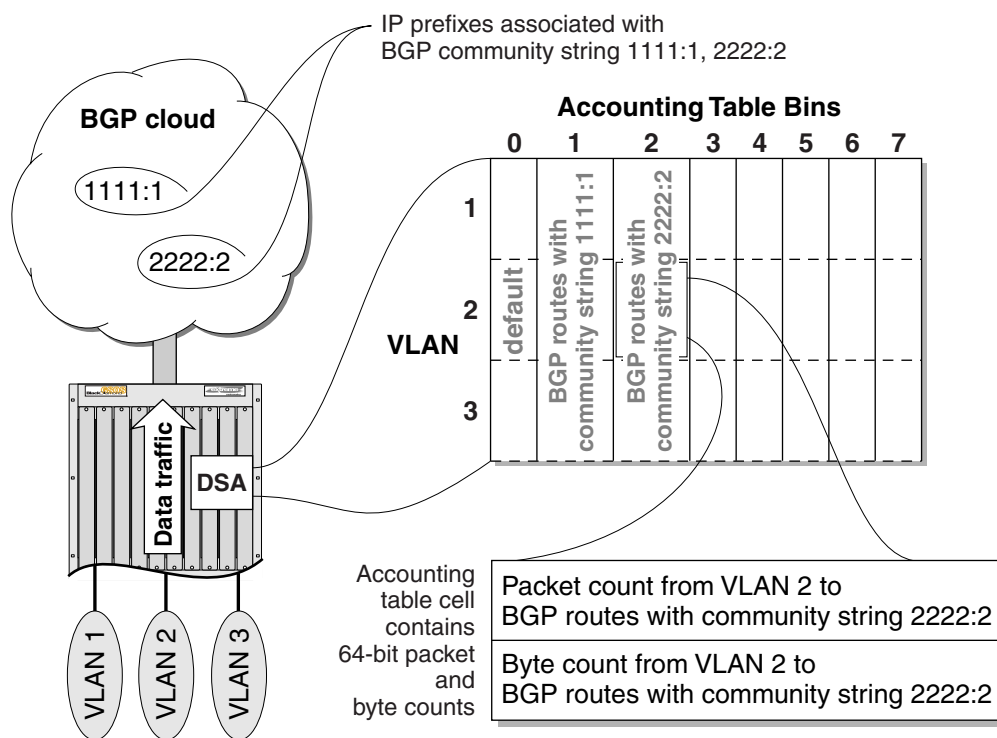 IP prefixes associated with
BGP community string 1111:1, 2222:2
BGP cloud
1111:1
2222:2
Accounting Table Bins
0 1 2 3 4 5 6 7
1
2
VLAN
3
default
BGP routes with
community string 1111:1
BGP routes with
community string 2222:2
Data traffic
DSA
VLAN 1
VLAN 2
VLAN 3
Accounting
table cell
contains
64-bit packet
and
byte counts
Packet count from VLAN 2 to
BGP routes with community string 2222:2
Byte count from VLAN 2 to
BGP routes with community string 2222:2